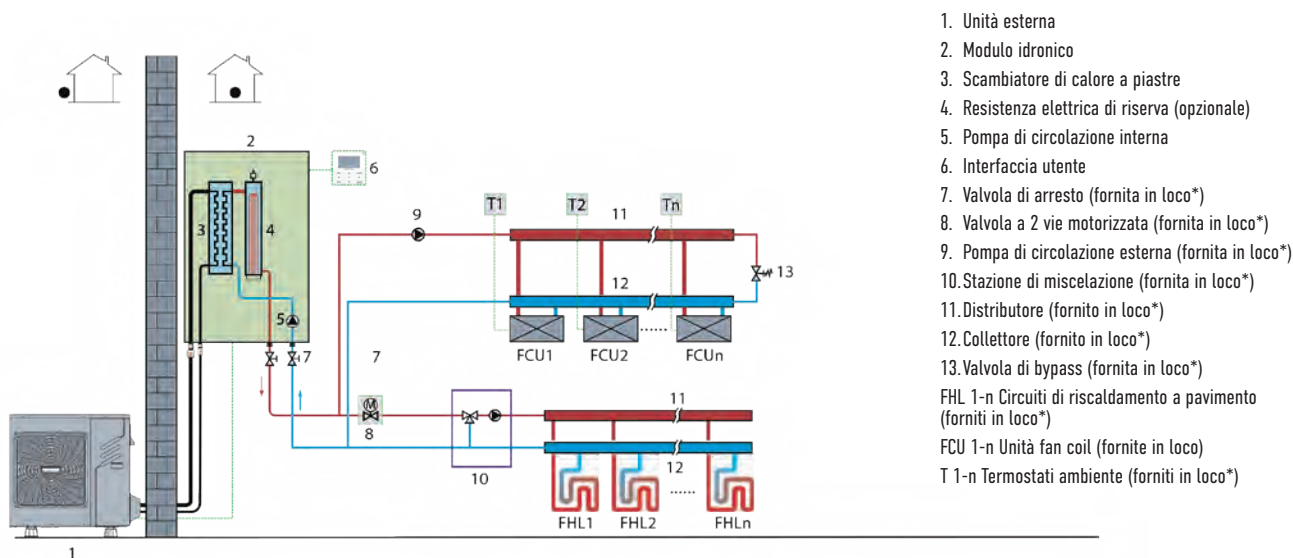 1. Unità esterna
2. Modulo idronico
3. Scambiatore di calore a piastre
4. Resistenza elettrica di riserva (opzionale)
5. Pompa di circolazione interna
6. Interfaccia utente
7. Valvola di arresto (fornita in loco*)
8. Valvola a 2 vie motorizzata (fornita in loco*)
9. Pompa di circolazione esterna (fornita in loco*)
10. Stazione di miscelazione (fornita in loco*)
11. Distributore (fornito in loco*)
12. Collettore (fornito in loco*)
13. Valvola di bypass (fornita in loco*)
FHL 1-n Circuiti di riscaldamento a pavimento
(forniti in loco*)
FCU 1-n Unità fan coil (fornite in loco)
T 1-n Termostati ambiente (forniti in loco*)
2
6
3
4
5
7
T1 T2 Tn
9
11
13
12
FCU1 FCU2 ...... FCUn
7
M
8
10
11
12
......
FHL1 FHL2 FHLn
1